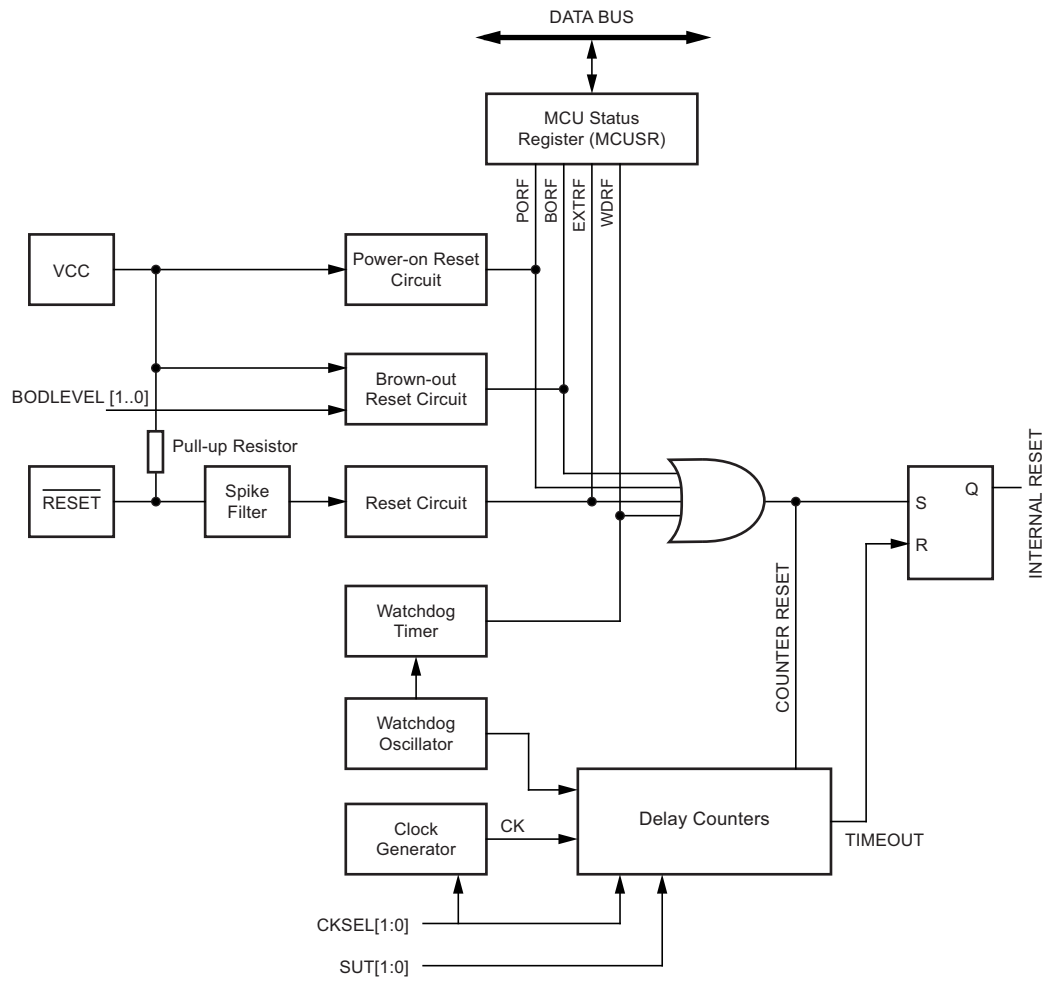 DATA BUS
MCU Status
Register (MCUSR)
PORF
BORF
EXTRF
WDRF
VCC
Power-on Reset
Circuit
Brown-out
Reset Circuit
BODLEVEL [1..0]
Pull-up Resistor
RESET
Spike
Filter
Reset Circuit
S
Q
R
INTERNAL RESET
COUNTER RESET
Watchdog
Timer
Watchdog
Oscillator
Clock
Generator
CK
Delay Counters
TIMEOUT
CKSEL[1:0]
SUT[1:0]